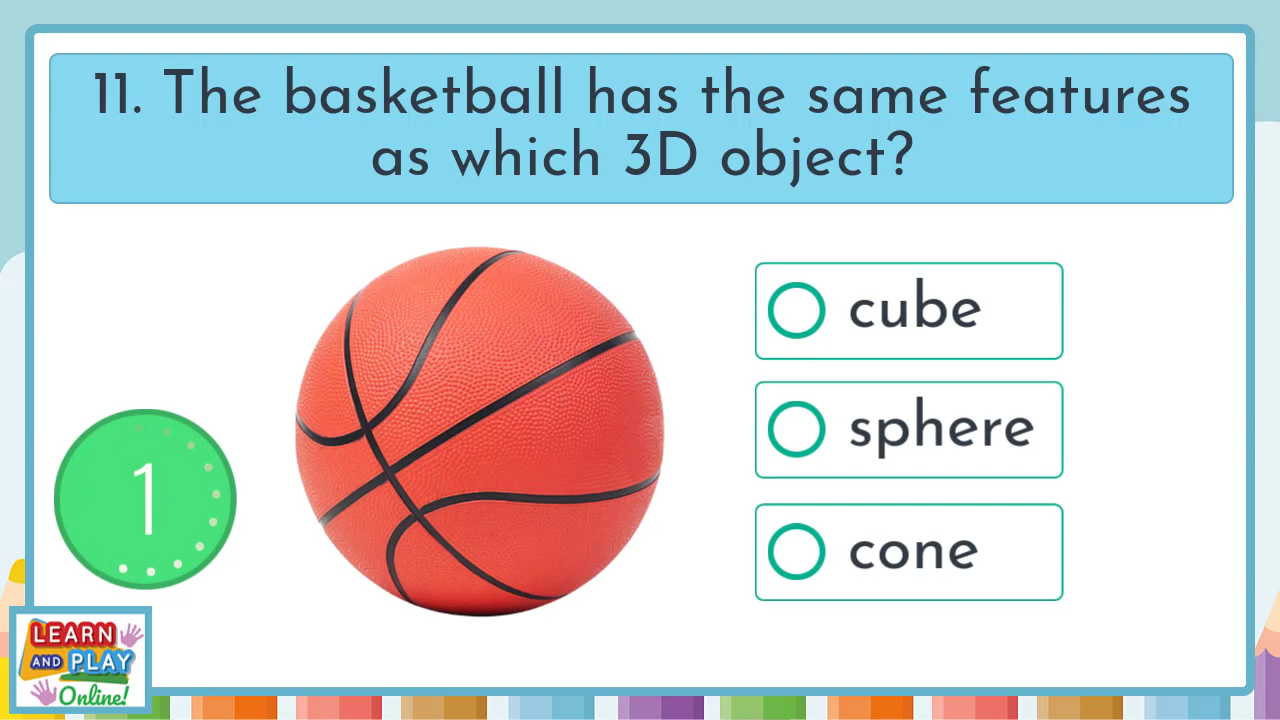 11. The basketball has the same features
as which 3D object?
cube
sphere
1
cone
LEARN
AND PLAY
Online!